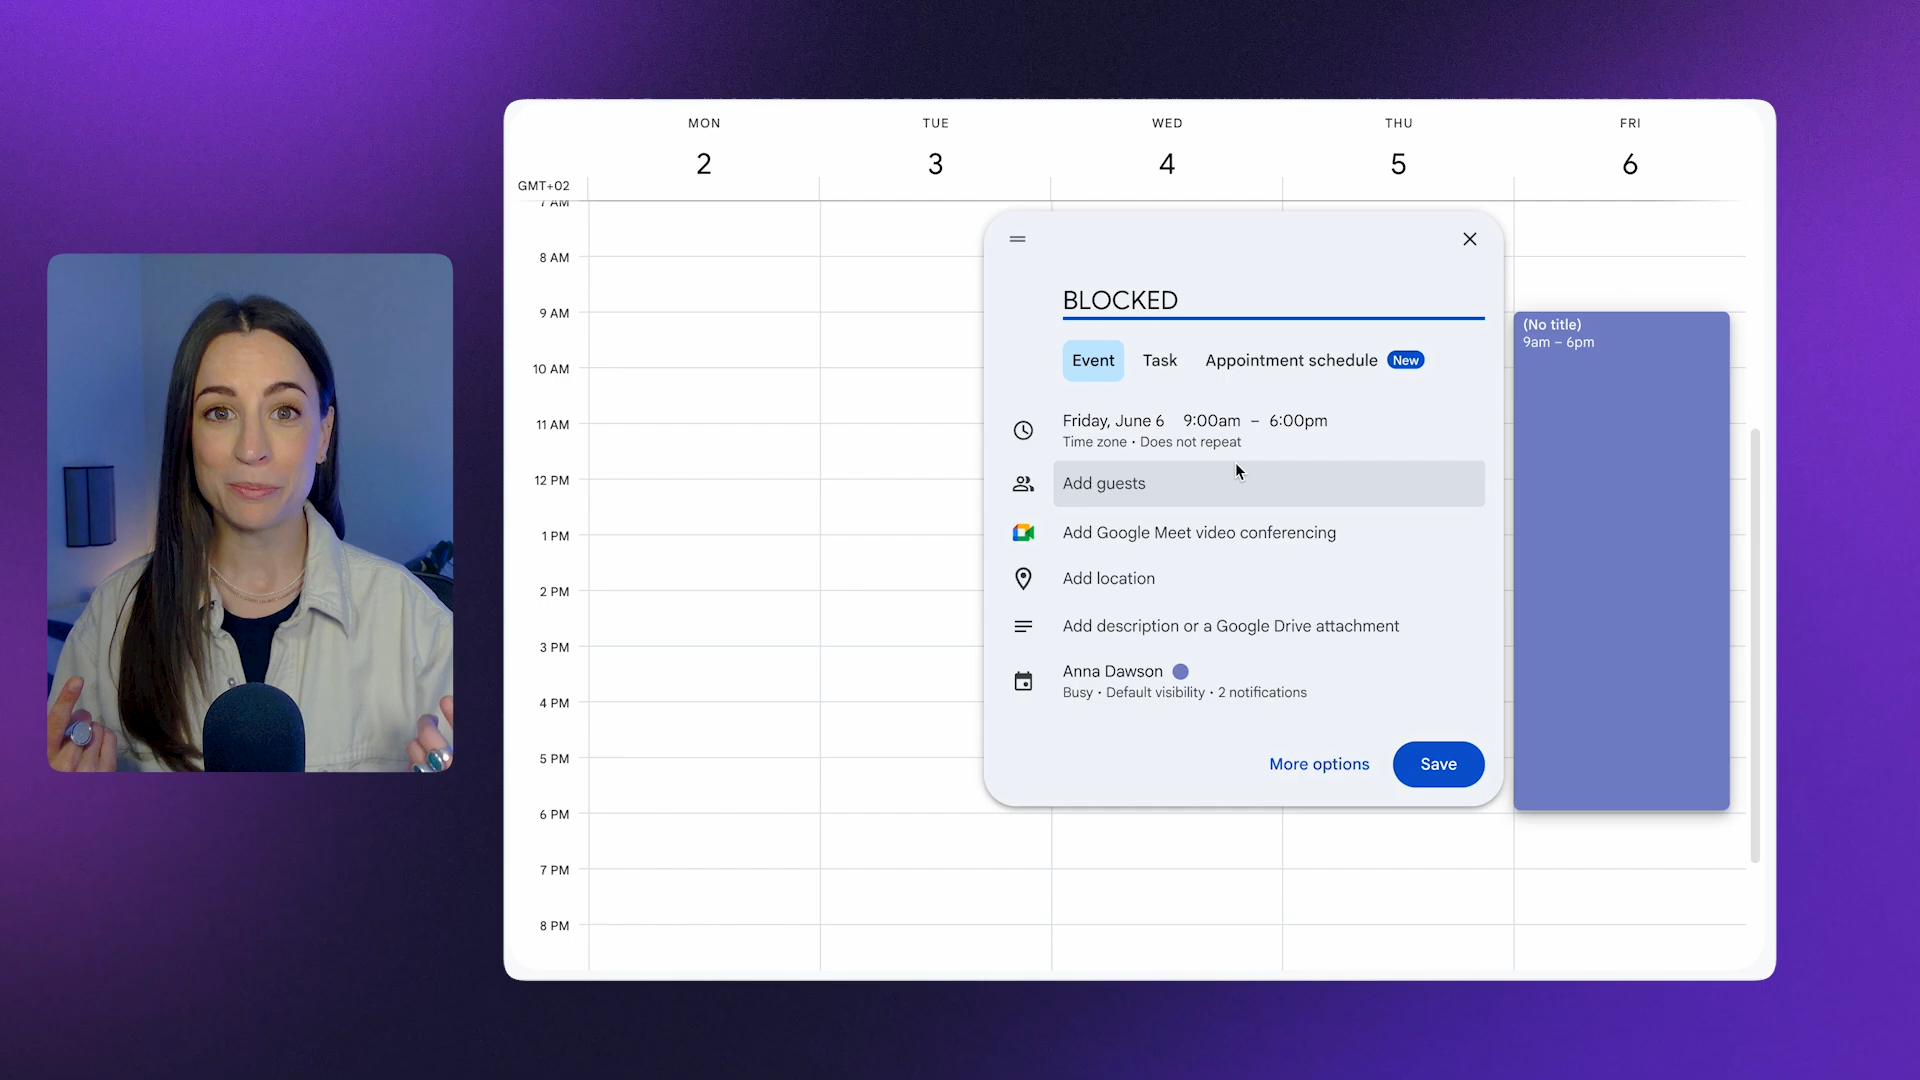 MON
TUE
WED
THU
FRI
2
3
4
5
6
GMT+02
7 AM
8 AM
9 AM
10 AM
11 AM
12 PM
1 PM
2 PM
3 PM
4 PM
5 PM
6 PM
7 PM
8 PM
BLOCKED
Event Task Appointment schedule New
Friday, June 6 9:00am – 6:00pm
Time zone • Does not repeat
Add guests
Add Google Meet video conferencing
Add location
Add description or a Google Drive attachment
Anna Dawson
Busy • Default visibility • 2 notifications
More options Save
(No title)
9am – 6pm